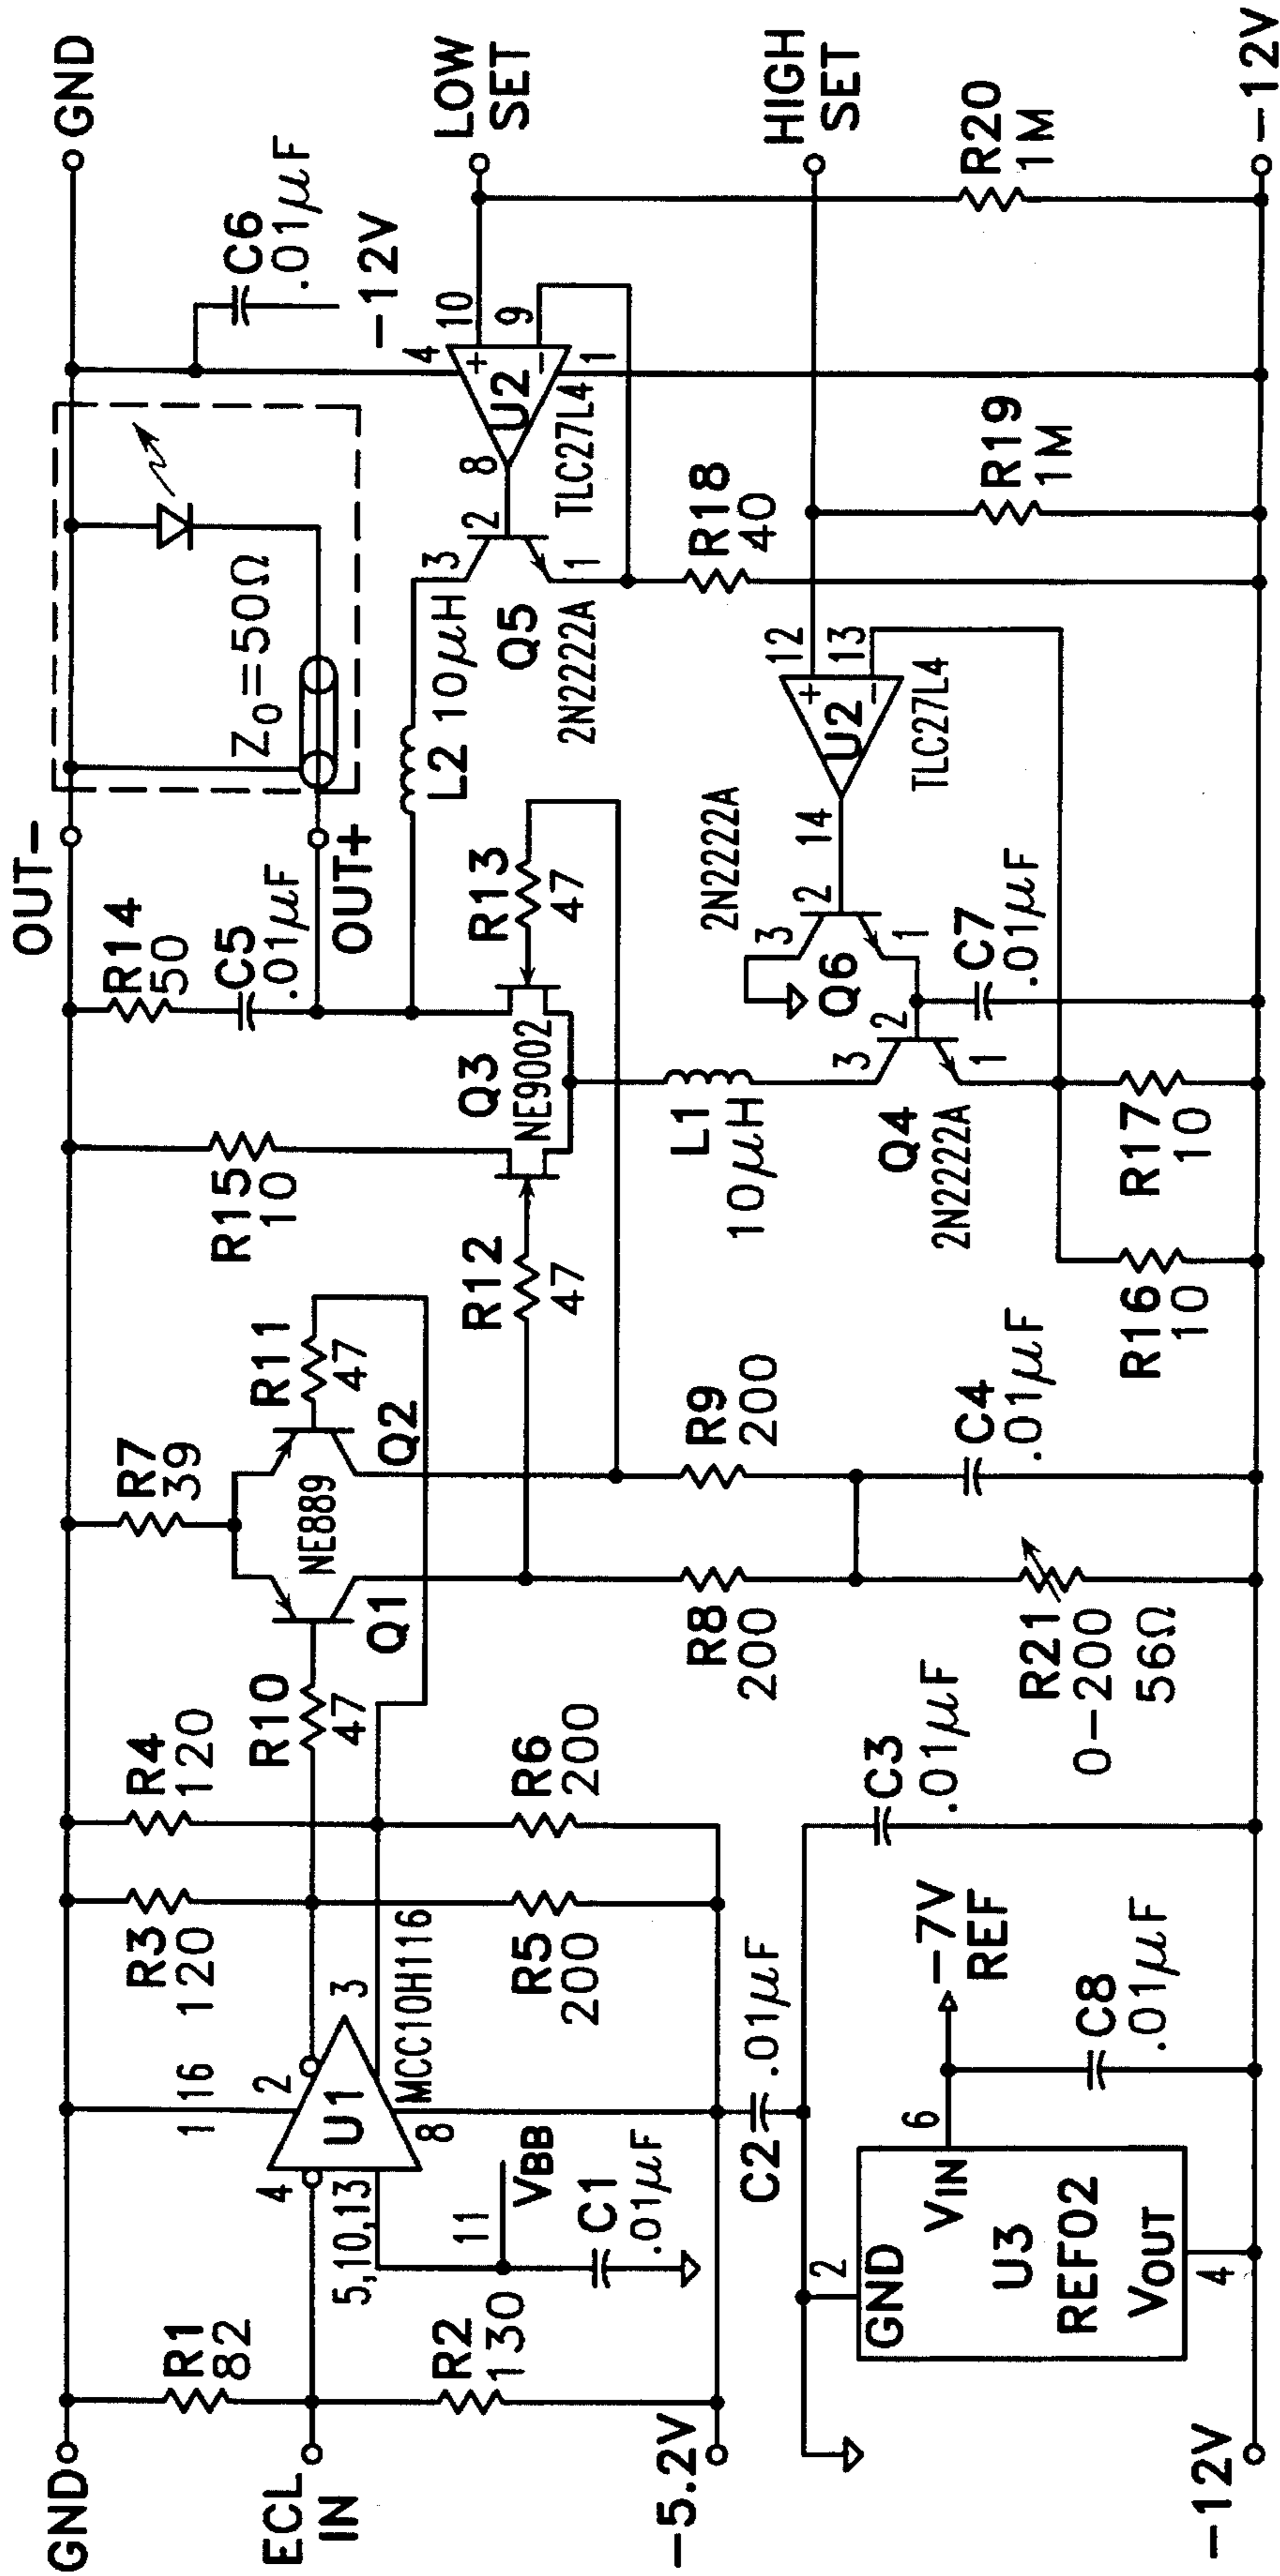 GND
R1
82
ECL
IN
R2
130
-5.2V
-12V
4
5,10,13
11
VBB
C1
.01µF
1 16
2
3
U1
8
MCC10H116
R3
120
R4
120
R5
200
R6
200
C2
.01µF
C3
.01µF
2
GND
VIN
6
U3
REF02
VOUT
4
-7V
REF
C8
.01µF
R10
47
R7
39
Q1
NE889
Q2
R11
47
R8
200
R9
200
R21
0-200
56Ω
C4
.01µF
R12
47
R15
10
Q3
NE9002
R14
50
C5
.01µF
OUT-
OUT+
R13
47
L1
10µH
Q4
2N2222A
3
2
1
R16
10
R17
10
C7
.01µF
Q6
3
2
1
2N2222A
14
U2
TLC27L4
12
13
+
-
Z0=50Ω
L2 10µH
3
2
1
Q5
2N2222A
8
U2
TLC27L4
4
10
9
1
+
-
R18
40
R19
1M
C6
.01µF
-12V
GND
LOW
SET
HIGH
SET
R20
1M
-12V